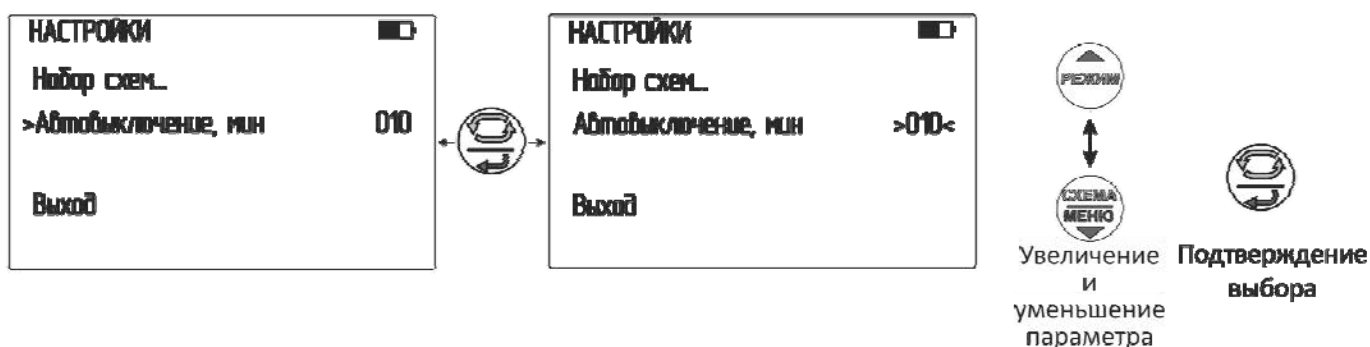 НАСТРОЙКИ
Набор схем...
>Автовыключение, мин 010
Выход
НАСТРОЙКИ
Набор схем...
Автовыключение, мин >010<
Выход
РЕЖИМ
СХЕМА
МЕНЮ
Увеличение
и
уменьшение
параметра
Подтверждение
выбора